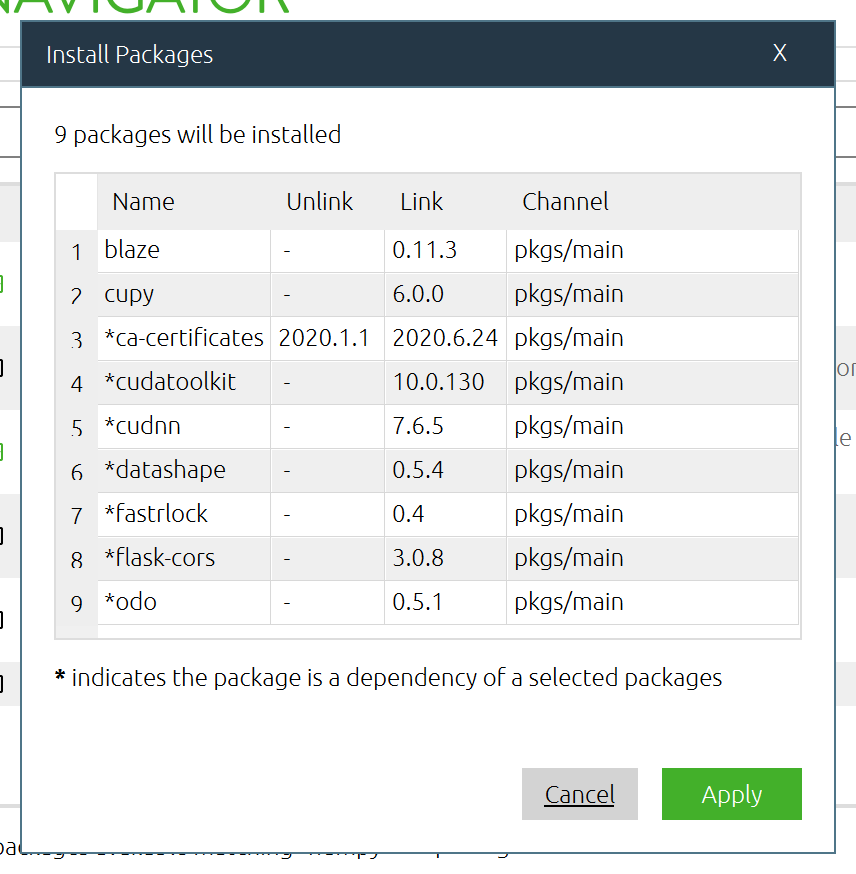 NAVIGATOR
Install Packages X
9 packages will be installed
Name Unlink Link Channel
1 blaze - 0.11.3 pkgs/main
2 cupy - 6.0.0 pkgs/main
3 *ca-certificates 2020.1.1 2020.6.24 pkgs/main
4 *cudatoolkit - 10.0.130 pkgs/main
5 *cudnn - 7.6.5 pkgs/main
6 *datashape - 0.5.4 pkgs/main
7 *fastrlock - 0.4 pkgs/main
8 *flask-cors - 3.0.8 pkgs/main
9 *odo - 0.5.1 pkgs/main
* indicates the package is a dependency of a selected packages
Cancel Apply